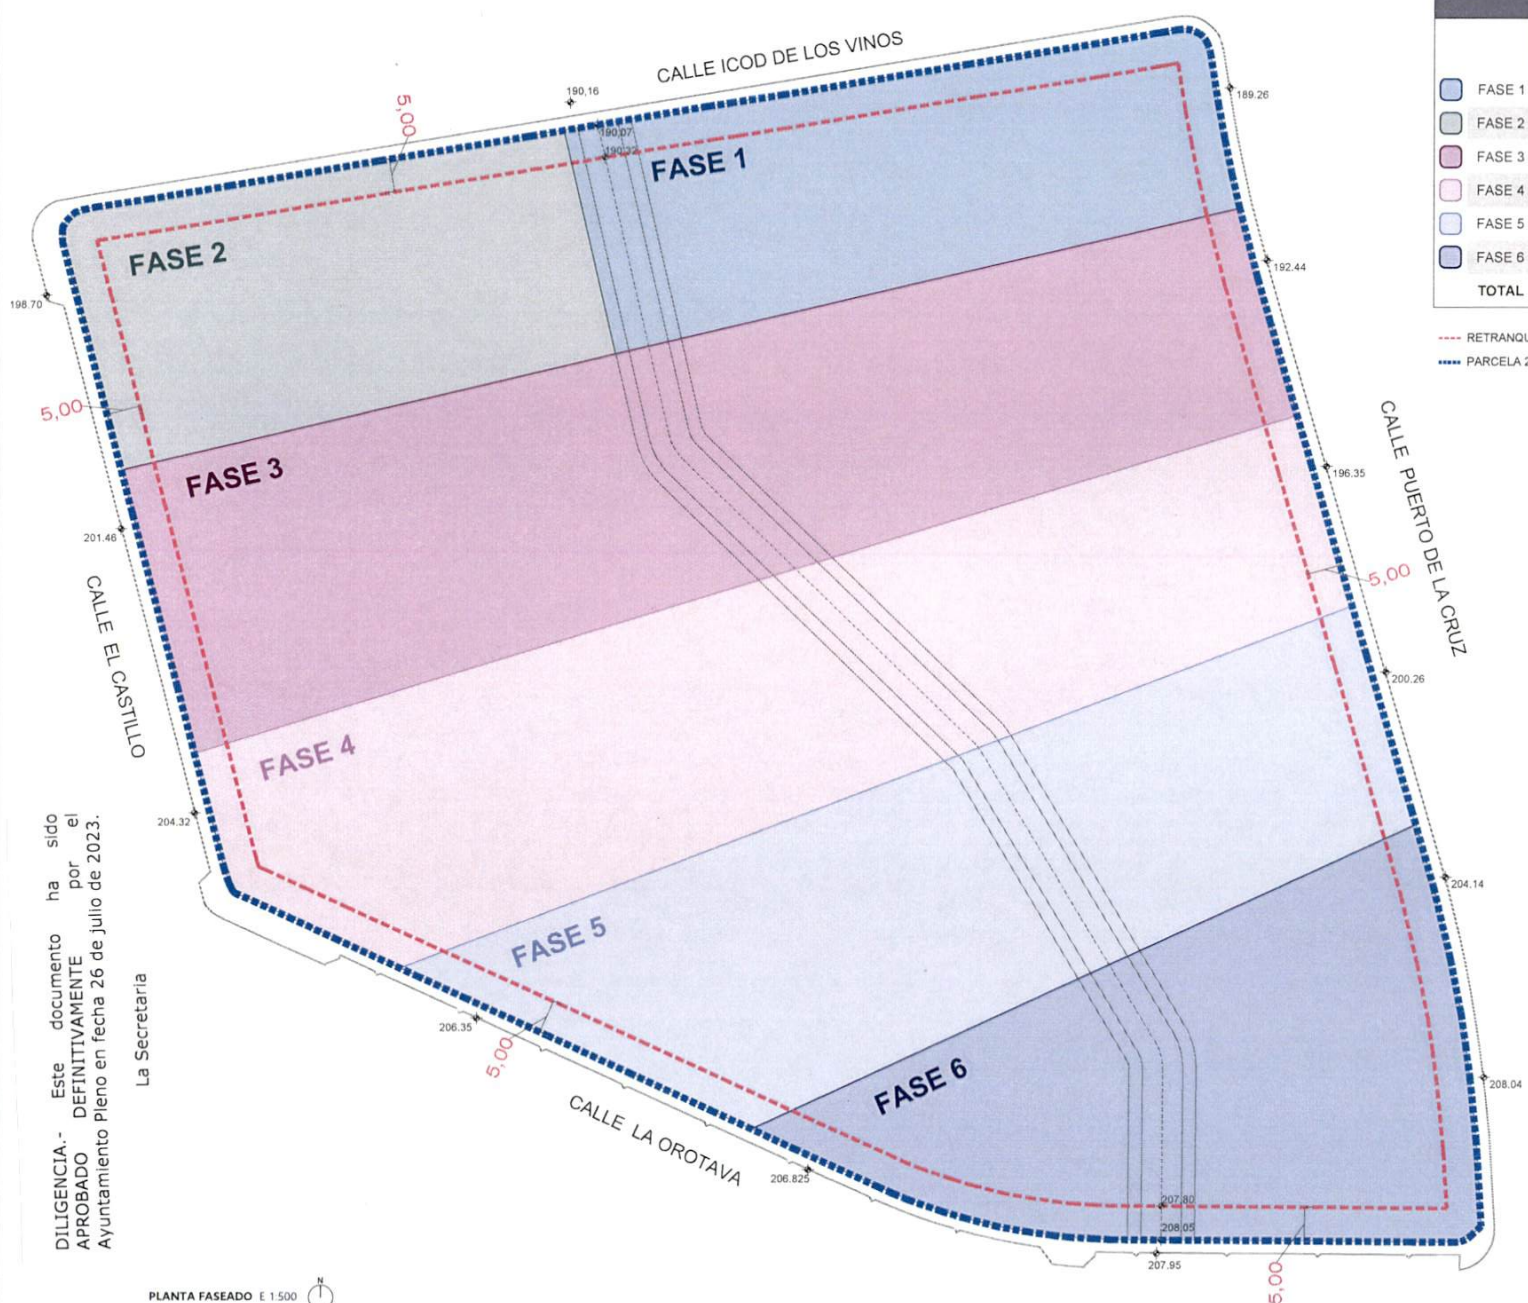 CALLE ICOD DE LOS VINOS
190,16
5,00
190,07
190,32
189.26
FASE 1
FASE 2
198.70
192.44
5,00
FASE 3
201.46
196.35
CALLE PUERTO DE LA CRUZ
5,00
CALLE EL CASTILLO
200.26
FASE 4
204.32
204.14
FASE 5
206.35
5,00
FASE 6
208.04
CALLE LA OROTAVA
206.825
207.80
208.05
207.95
5,00
FASE 1
FASE 2
FASE 3
FASE 4
FASE 5
FASE 6
TOTAL
RETRANQU
PARCELA 2
DILIGENCIA.- Este documento ha sido
APROBADO DEFINITIVAMENTE por el
Ayuntamiento Pleno en fecha 26 de julio de 2023.
La Secretaria
PLANTA FASEADO E 1:500
N